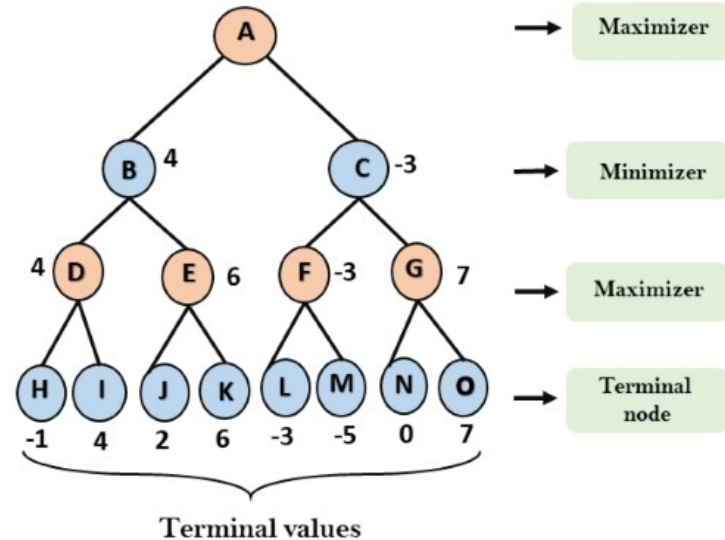 A
Maximizer
B 4
C -3
Minimizer
4 D
E 6
F -3
G 7
Maximizer
H I J K L M N O
Terminal
node
-1 4 2 6 -3 -5 0 7
Terminal values